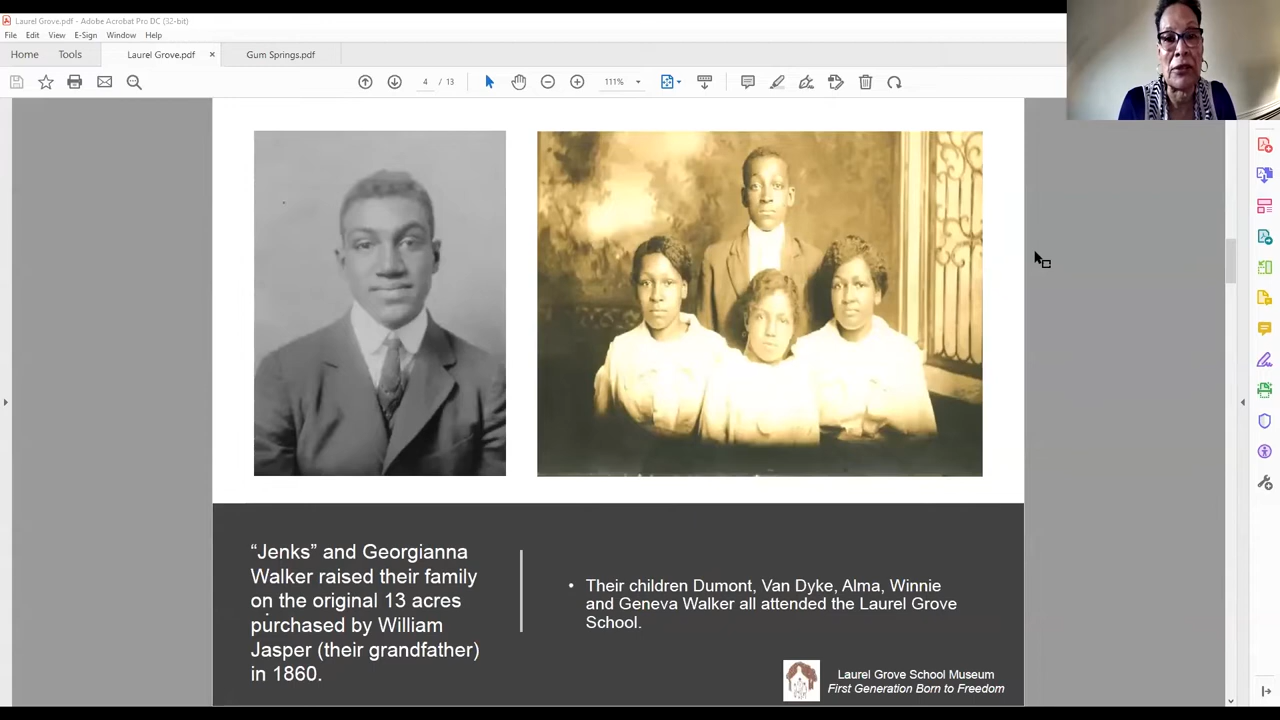 Laurel Grove.pdf - Adobe Acrobat Pro DC (32-bit)
File Edit View E-Sign Window Help
Home Tools Laurel Grove.pdf × Gum Springs.pdf
4 / 13 111%
“Jenks” and Georgianna
Walker raised their family
on the original 13 acres
purchased by William
Jasper (their grandfather)
in 1860.
• Their children Dumont, Van Dyke, Alma, Winnie
and Geneva Walker all attended the Laurel Grove
School.
Laurel Grove School Museum
First Generation Born to Freedom